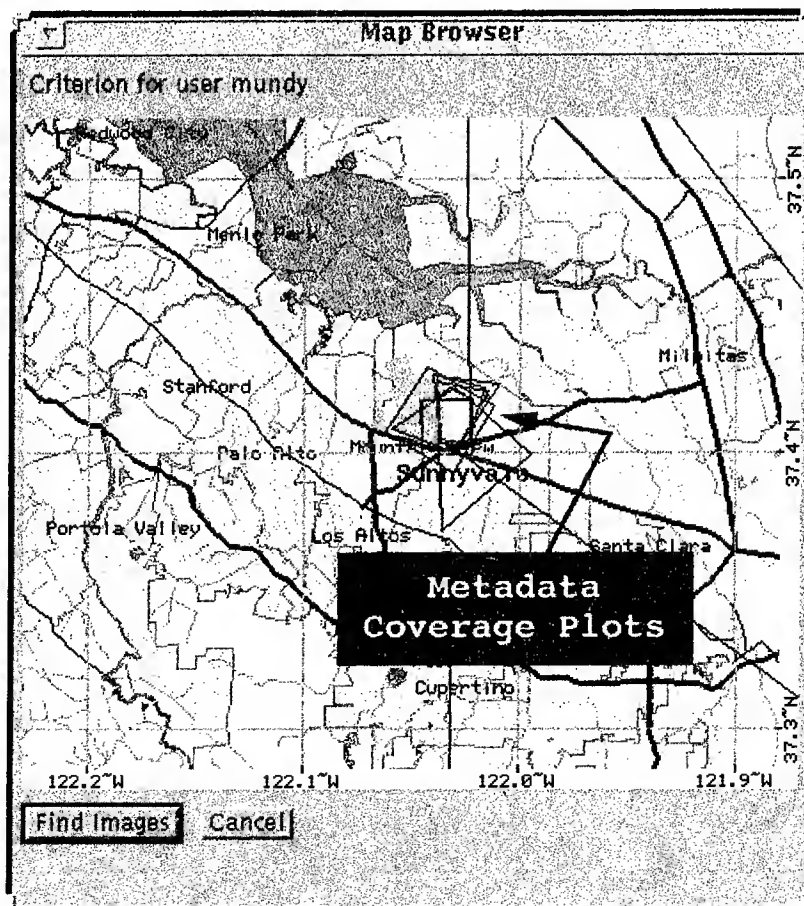 Map Browser
Criterion for user mundy
Redwood City
37.5~N
Menlo Park
Milpitas
Stanford
Palo Alto
37.4~N
Sunnyvale
Portola Valley
Los Altos
Santa Clara
Metadata
Coverage Plots
Cupertino
37.3~N
122.2~W 122.1~W 122.0~W 121.9~W
Find Images Cancel